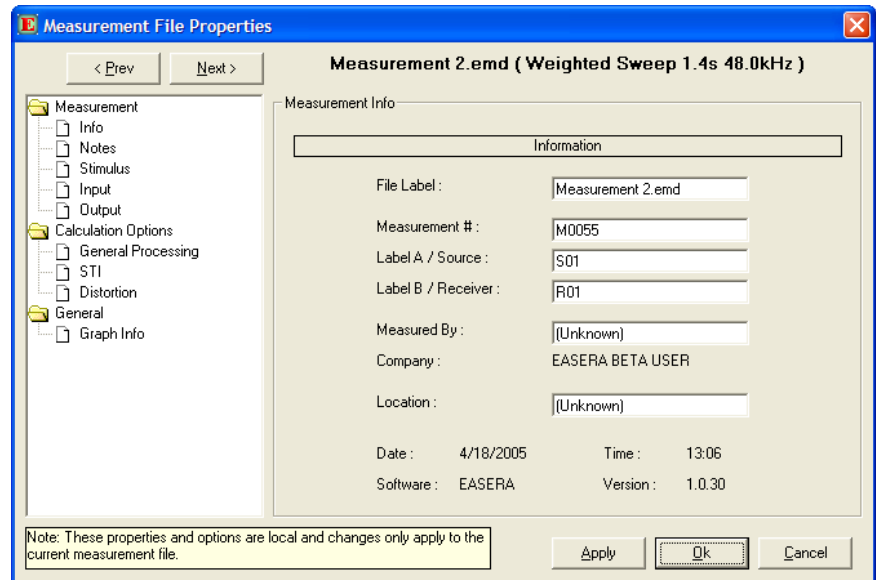 E Measurement File Properties
< Prev
Next >
Measurement 2.emd ( Weighted Sweep 1.4s 48.0kHz )
Measurement
Info
Notes
Stimulus
Input
Output
Calculation Options
General Processing
STI
Distortion
General
Graph Info
Measurement Info
Information
File Label : Measurement 2.emd
Measurement # : M0055
Label A / Source : S01
Label B / Receiver : R01
Measured By : (Unknown)
Company : EASERA BETA USER
Location : (Unknown)
Date : 4/18/2005 Time : 13:06
Software : EASERA Version : 1.0.30
Note: These properties and options are local and changes only apply to the
current measurement file.
Apply
Ok
Cancel